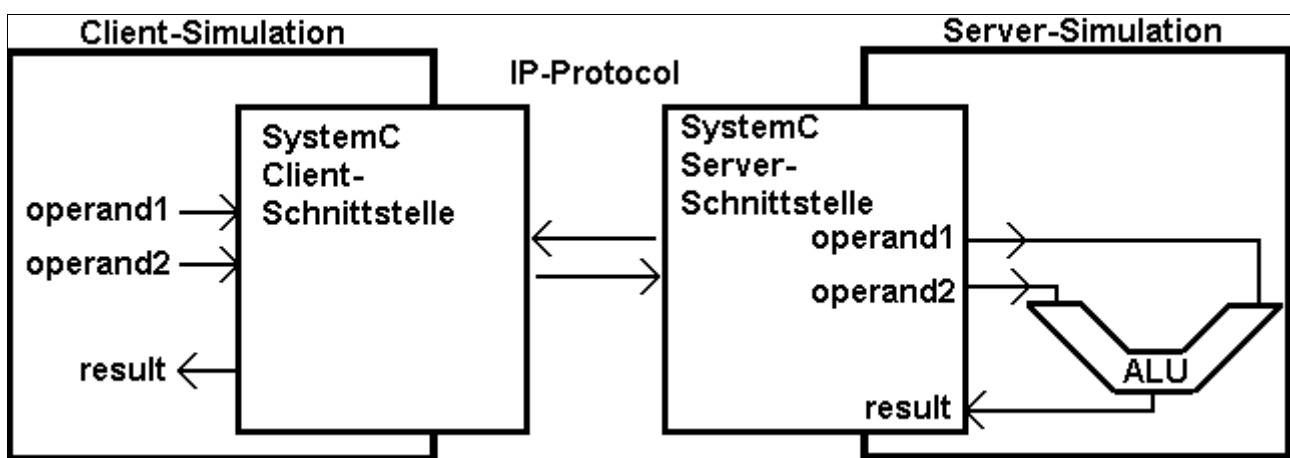 Client-Simulation
Server-Simulation
IP-Protocol
SystemC
Client-
Schnittstelle
operand1
operand2
result
SystemC
Server-
Schnittstelle
operand1
operand2
ALU
result